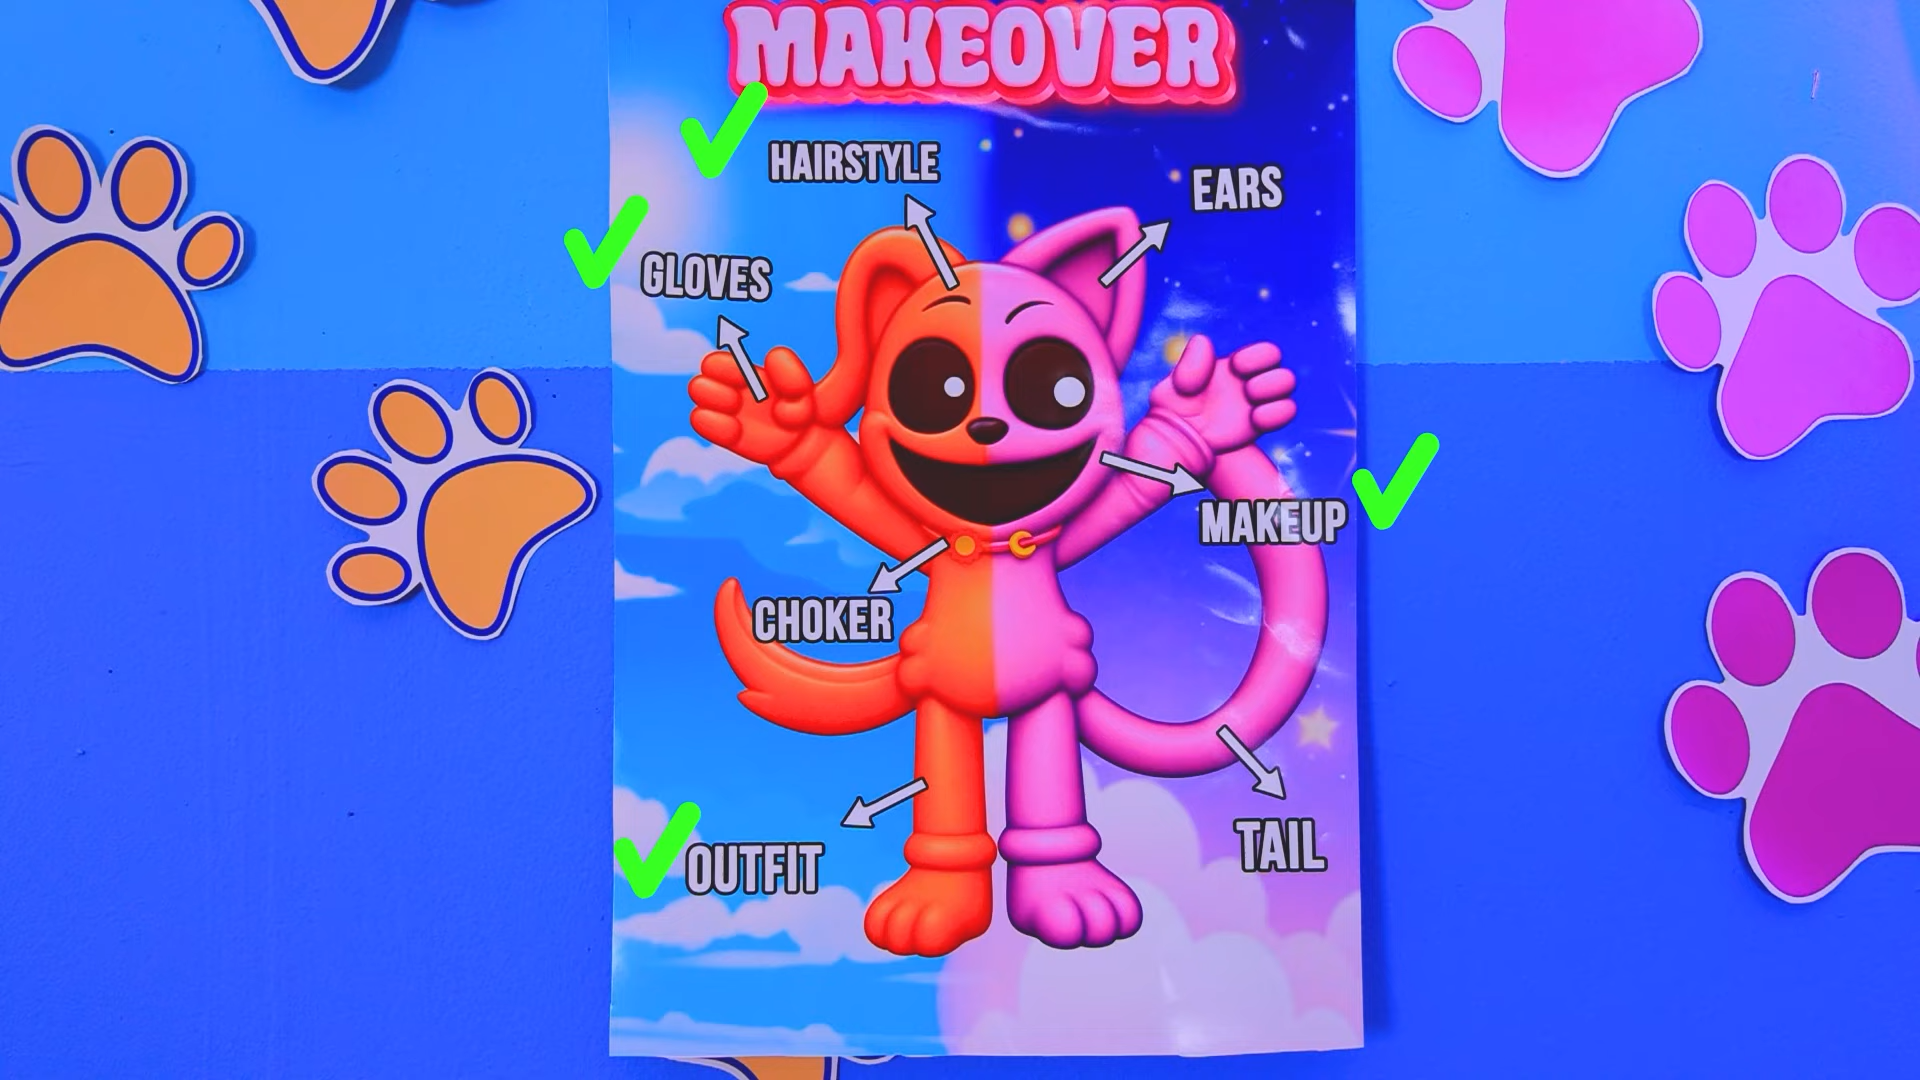 MAKEOVER
HAIRSTYLE
EARS
GLOVES
MAKEUP
CHOKER
TAIL
OUTFIT